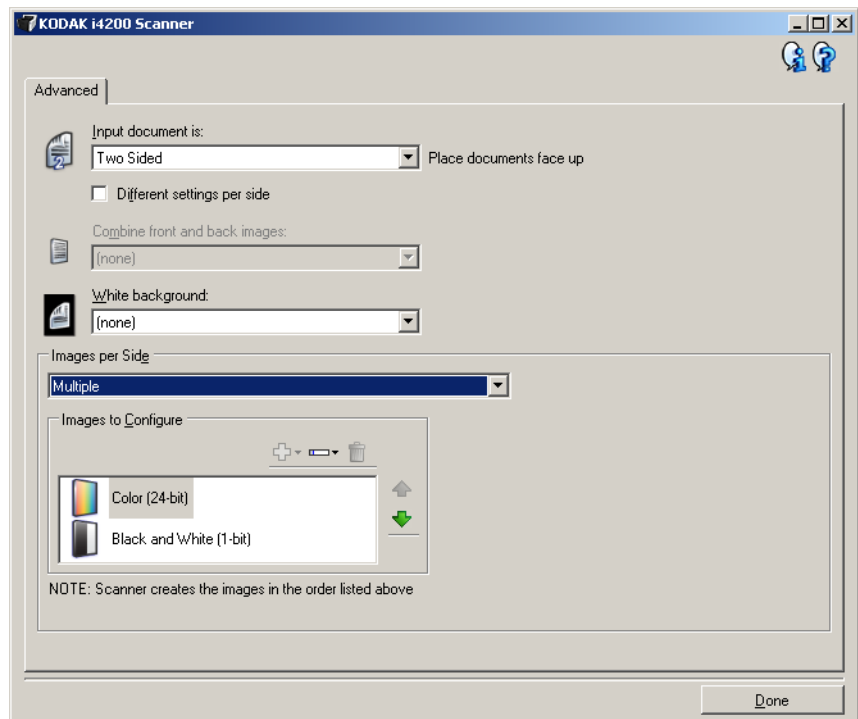 KODAK i4200 Scanner
Advanced
Input document is:
Two Sided
Place documents face up
Different settings per side
Combine front and back images:
(none)
White background:
(none)
Images per Side
Multiple
Images to Configure
Color (24-bit)
Black and White (1-bit)
NOTE: Scanner creates the images in the order listed above
Done